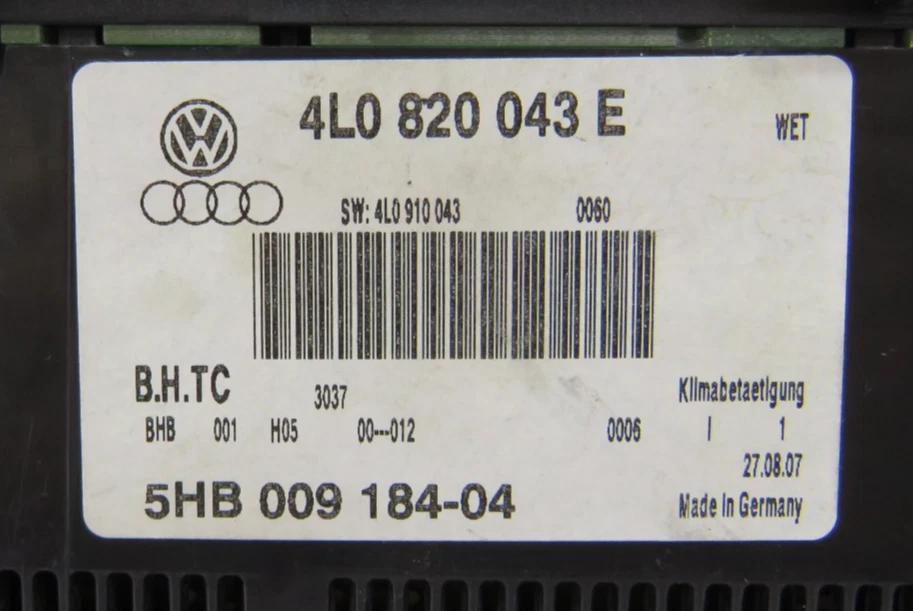 4L0 820 043 E
WET
SW: 4L0 910 043 0060
B.H.TC
3037
Klimabetaetigung
BHB 001 H05 00---012 0006 I 1
27.08.07
5HB 009 184-04
Made in Germany